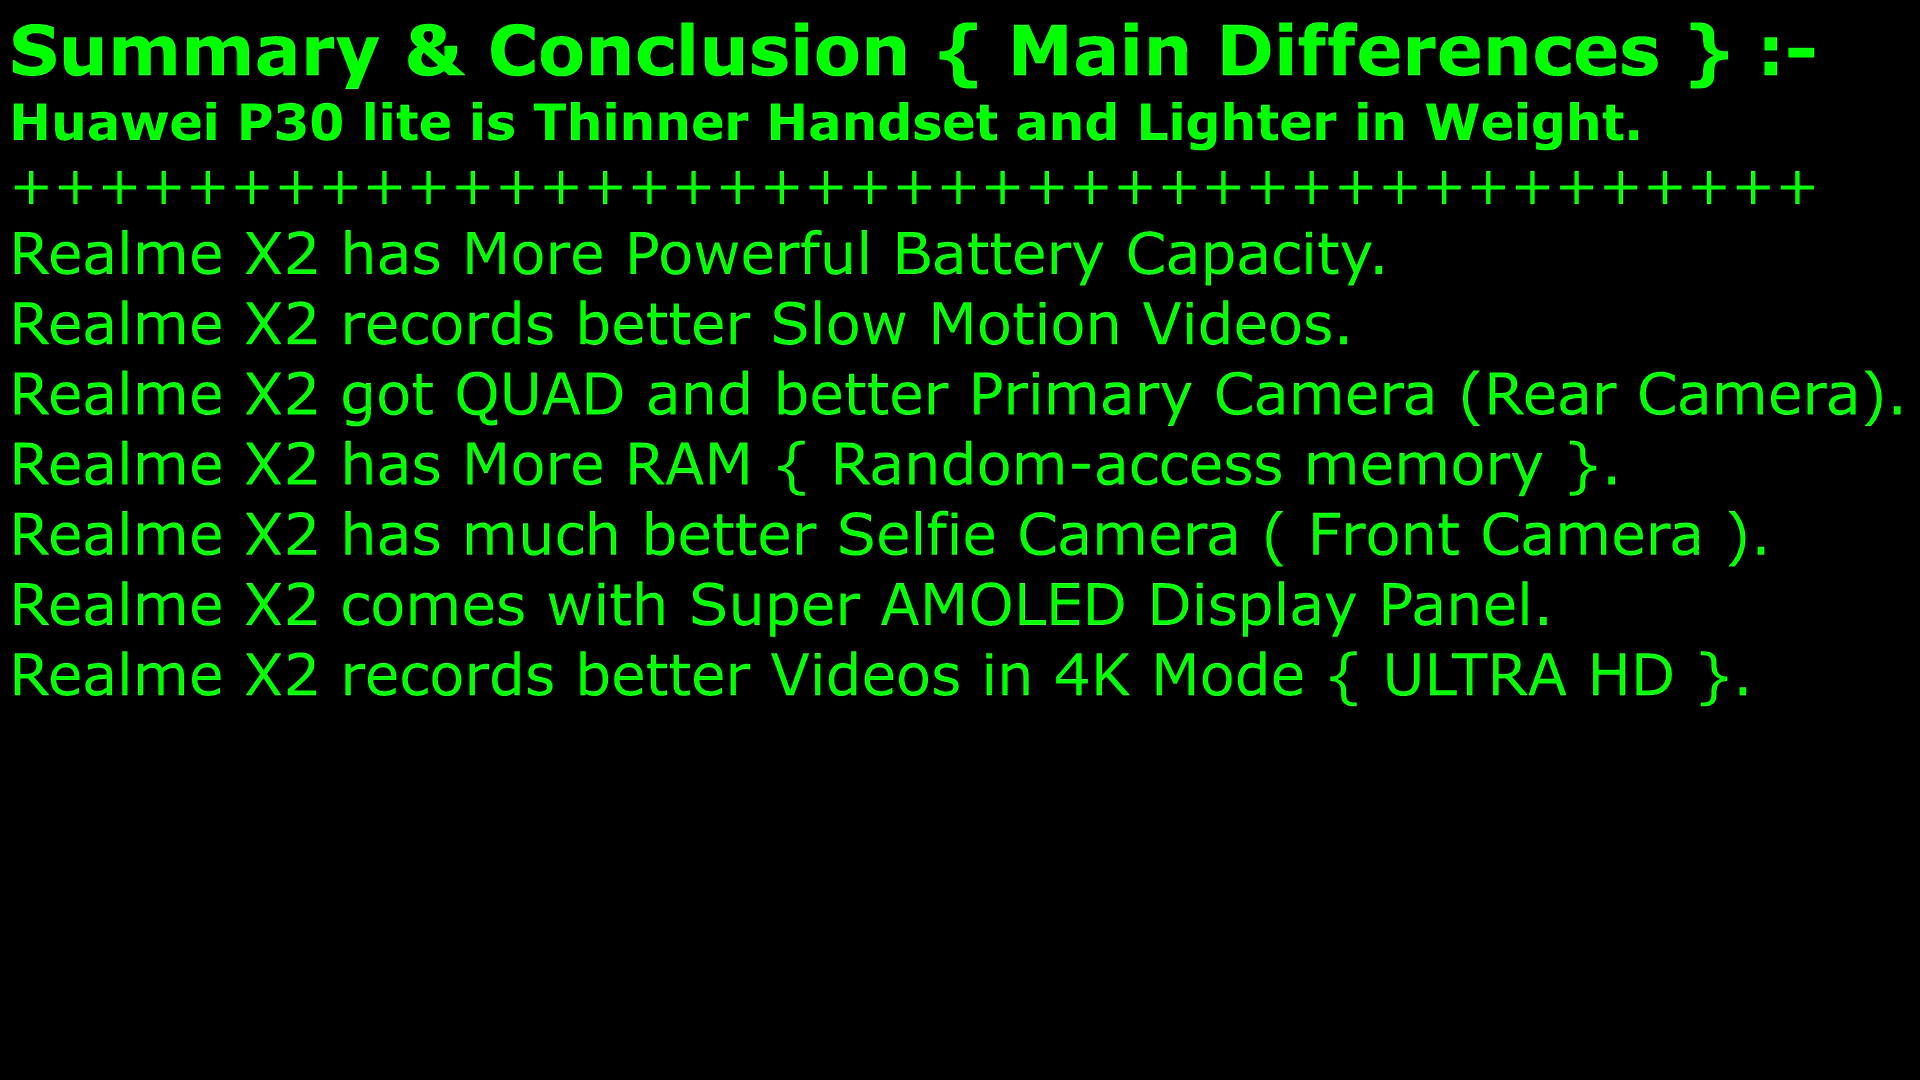 Summary & Conclusion { Main Differences } :-
Huawei P30 lite is Thinner Handset and Lighter in Weight.
+++++++++++++++++++++++++++++++++++++++++
Realme X2 has More Powerful Battery Capacity.
Realme X2 records better Slow Motion Videos.
Realme X2 got QUAD and better Primary Camera (Rear Camera).
Realme X2 has More RAM { Random-access memory }.
Realme X2 has much better Selfie Camera ( Front Camera ).
Realme X2 comes with Super AMOLED Display Panel.
Realme X2 records better Videos in 4K Mode { ULTRA HD }.